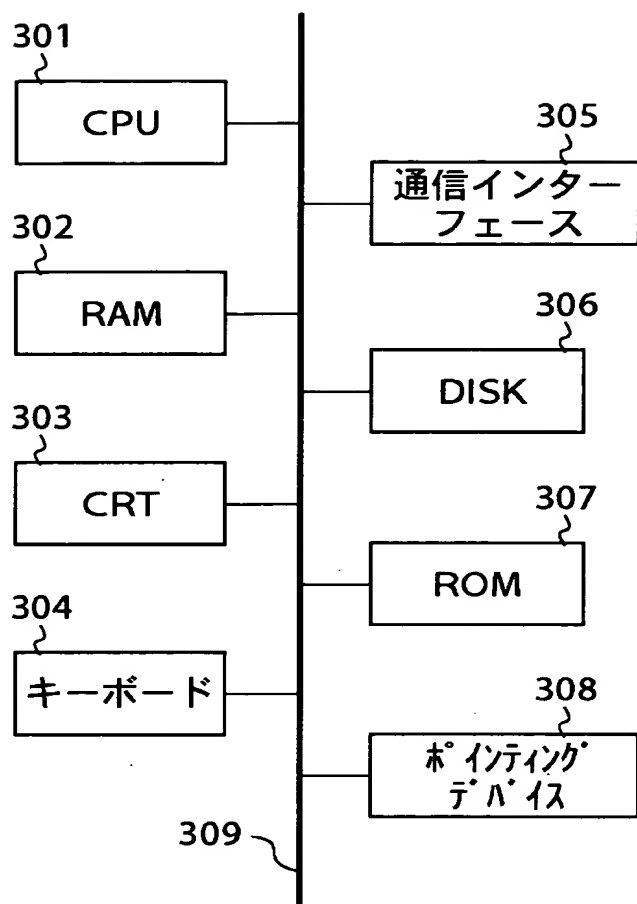 301
CPU
302
RAM
303
CRT
304
キーボード
305
通信インター
フェース
306
DISK
307
ROM
308
ﾎﾟｲﾝﾃｨﾝｸﾞ
ﾃﾞﾊﾞｲｽ
309